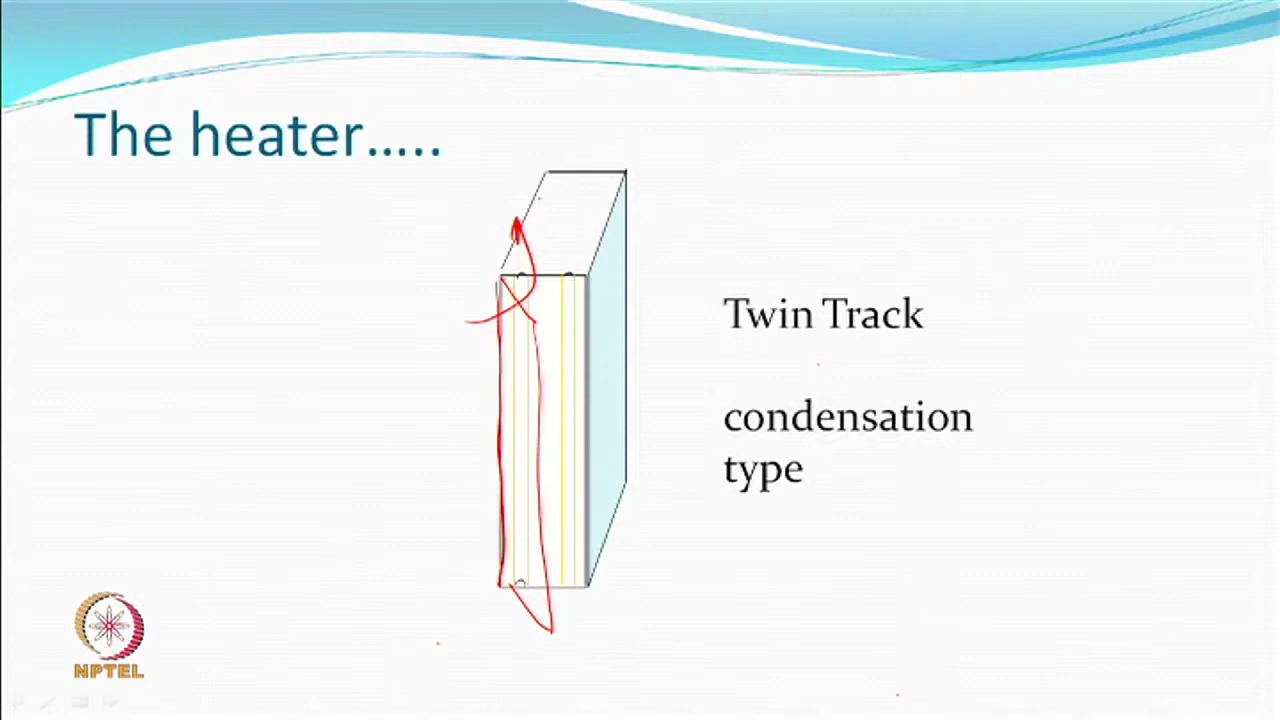 The heater.....
Twin Track
condensation
type
NPTEL